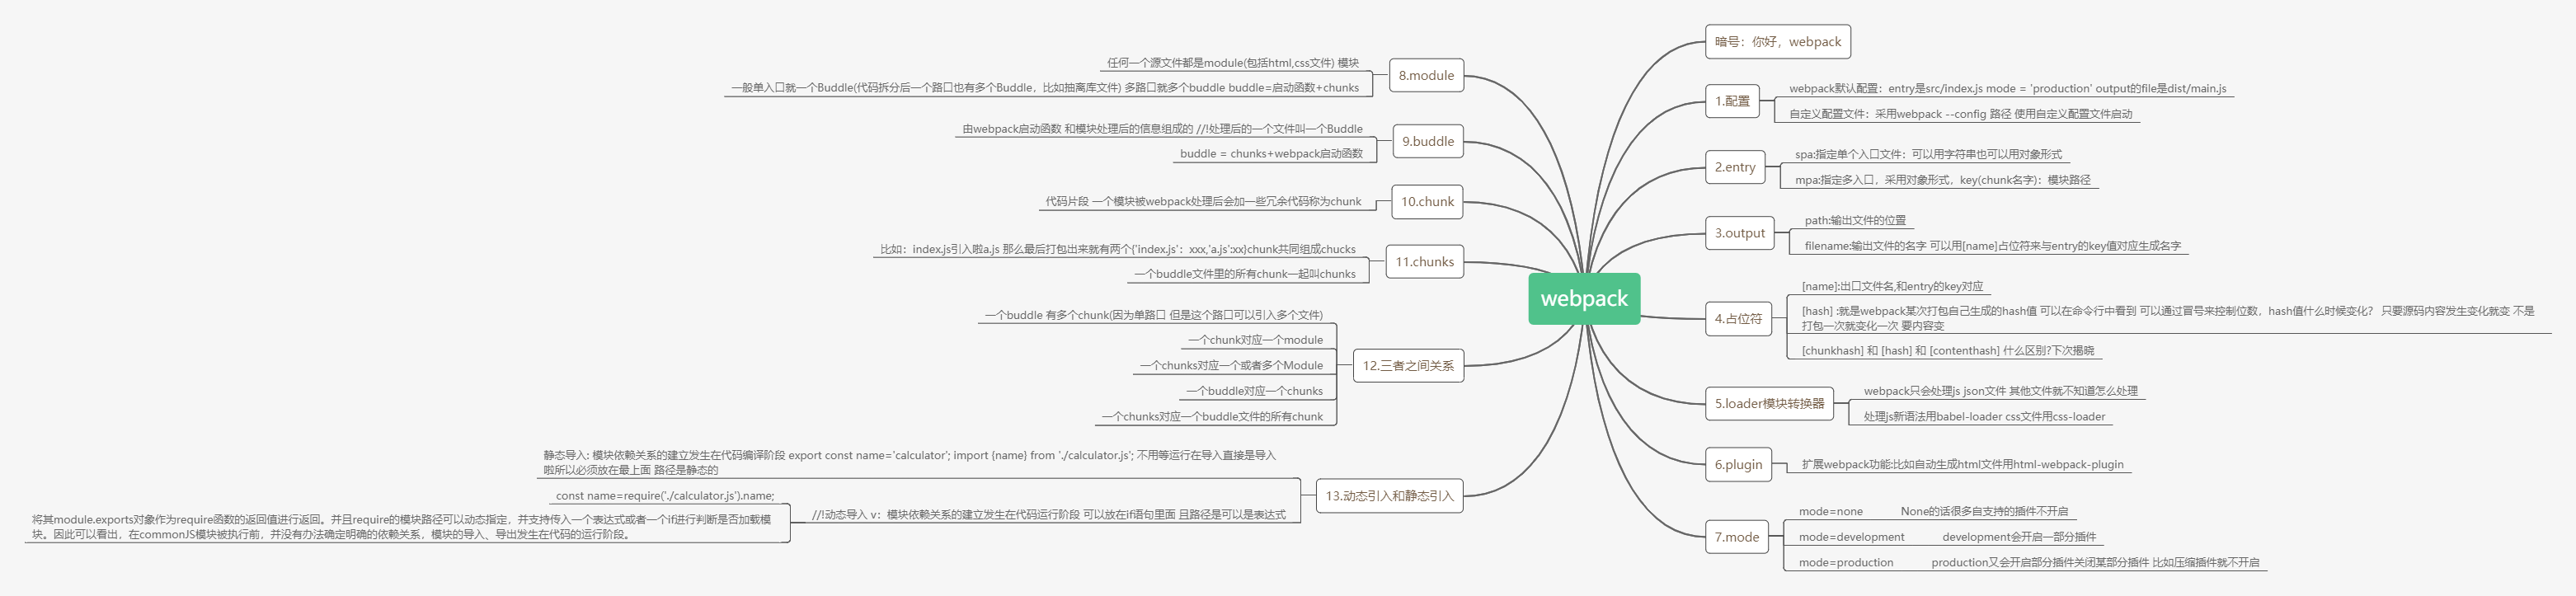 webpack
暗号：你好，webpack
1.配置
webpack默认配置：entry是src/index.js mode = 'production' output的file是dist/main.js
自定义配置文件：采用webpack --config 路径 使用自定义配置文件启动
2.entry
spa:指定单个入口文件：可以用字符串也可以用对象形式
mpa:指定多入口，采用对象形式，key(chunk名字)：模块路径
3.output
path:输出文件的位置
filename:输出文件的名字 可以用[name]占位符来与entry的key值对应生成名字
4.占位符
[name]:出口文件名,和entry的key对应
[hash] :就是webpack某次打包自己生成的hash值 可以在命令行中看到 可以通过冒号来控制位数，hash值什么时候变化？ 只要源码内容发生变化就变 不是
打包一次就变化一次 要内容变
[chunkhash] 和 [hash] 和 [contenthash] 什么区别?下次揭晓
5.loader模块转换器
webpack只会处理js json文件 其他文件就不知道怎么处理
处理js新语法用babel-loader css文件用css-loader
6.plugin
扩展webpack功能:比如自动生成html文件用html-webpack-plugin
7.mode
mode=none None的话很多自支持的插件不开启
mode=development development会开启一部分插件
mode=production production又会开启部分插件关闭某部分插件 比如压缩插件就不开启
8.module
任何一个源文件都是module(包括html,css文件) 模块
一般单入口就一个Buddle(代码拆分后一个路口也有多个Buddle，比如抽离库文件) 多路口就多个buddle buddle=启动函数+chunks
9.buddle
由webpack启动函数 和模块处理后的信息组成的 //!处理后的一个文件叫一个Buddle
buddle = chunks+webpack启动函数
10.chunk
代码片段 一个模块被webpack处理后会加一些冗余代码称为chunk
11.chunks
比如：index.js引入啦a.js 那么最后打包出来就有两个{'index.js'：xxx,'a.js':xx}chunk共同组成chucks
一个buddle文件里的所有chunk一起叫chunks
12.三者之间关系
一个buddle 有多个chunk(因为单路口 但是这个路口可以引入多个文件)
一个chunk对应一个module
一个chunks对应一个或者多个Module
一个buddle对应一个chunks
一个chunks对应一个buddle文件的所有chunk
13.动态引入和静态引入
静态导入: 模块依赖关系的建立发生在代码编译阶段 export const name='calculator'; import {name} from './calculator.js'; 不用等运行在导入直接是导入
啦所以必须放在最上面 路径是静态的
//!动态导入 v：模块依赖关系的建立发生在代码运行阶段 可以放在if语句里面 且路径是可以是表达式
const name=require('./calculator.js').name;
将其module.exports对象作为require函数的返回值进行返回。并且require的模块路径可以动态指定，并支持传入一个表达式或者一个if进行判断是否加载模
块。因此可以看出，在commonJS模块被执行前，并没有办法确定明确的依赖关系，模块的导入、导出发生在代码的运行阶段。